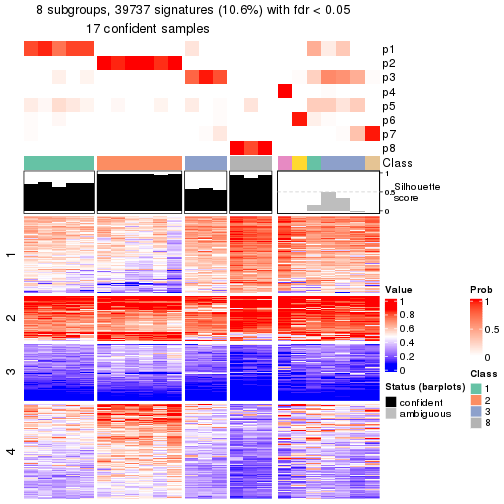 8 subgroups, 39737 signatures (10.6%) with fdr < 0.05
17 confident samples
p1
p2
p3
p4
p5
p6
p7
p8
Class
1
0.5
0
Silhouette
score
1
2
3
4
Value
1
0.8
0.6
0.4
0.2
0
Status (barplots)
confident
ambiguous
Prob
1
0.5
0
Class
1
2
3
8